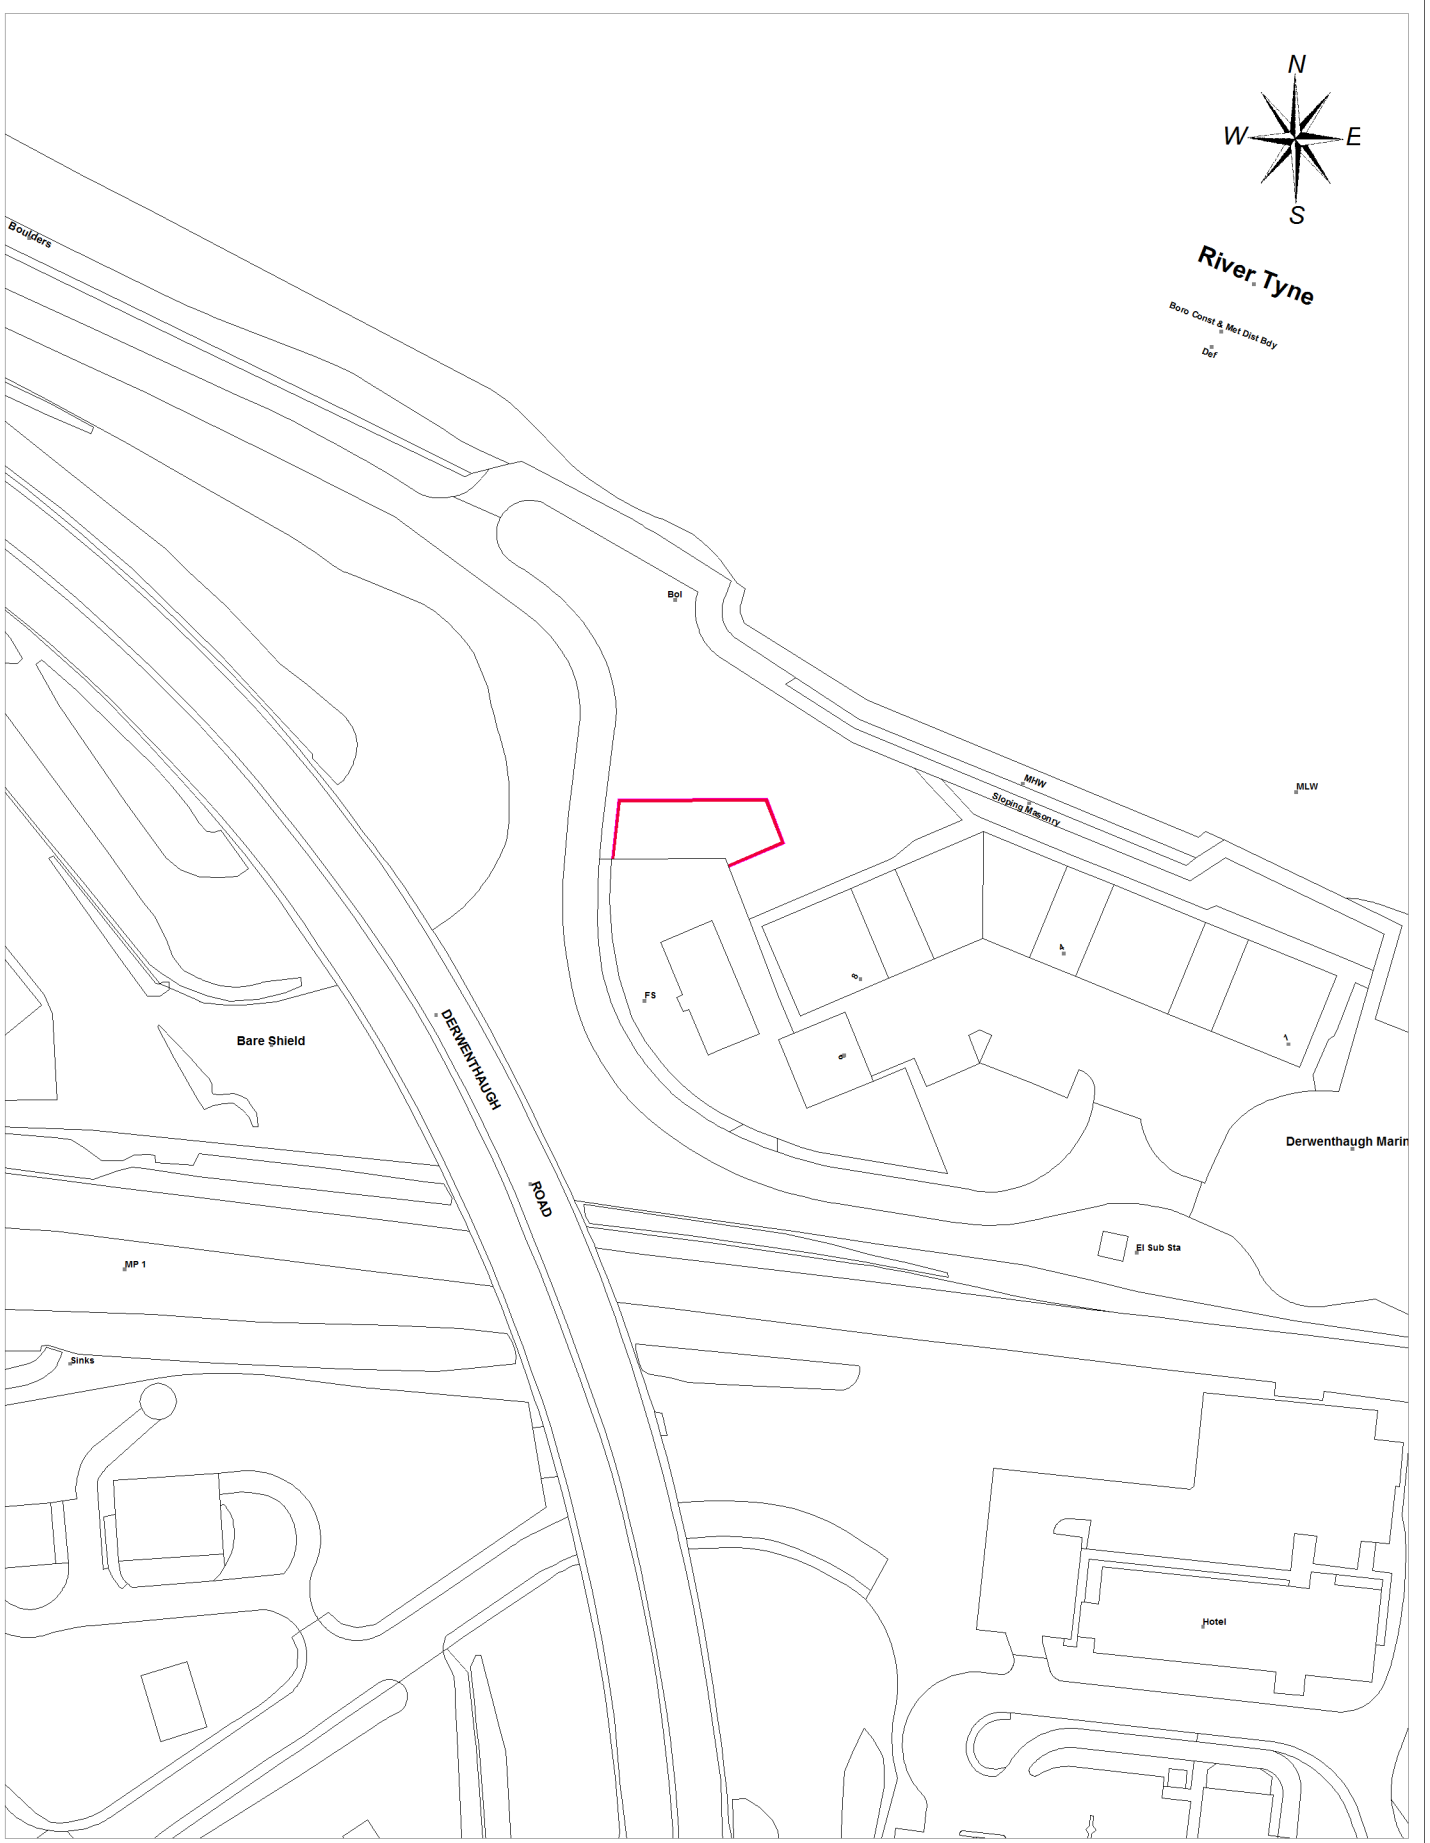 N
W E
S
River Tyne
Boro Const & Met Dist Bdy
Def
Boulders
Bol
MHW
MLW
Sloping Masonry
4
8
FS
1
9
DERWENTHAUGH
Bare Shield
Derwenthaugh Marin
ROAD
El Sub Sta
MP 1
Sinks
Hotel